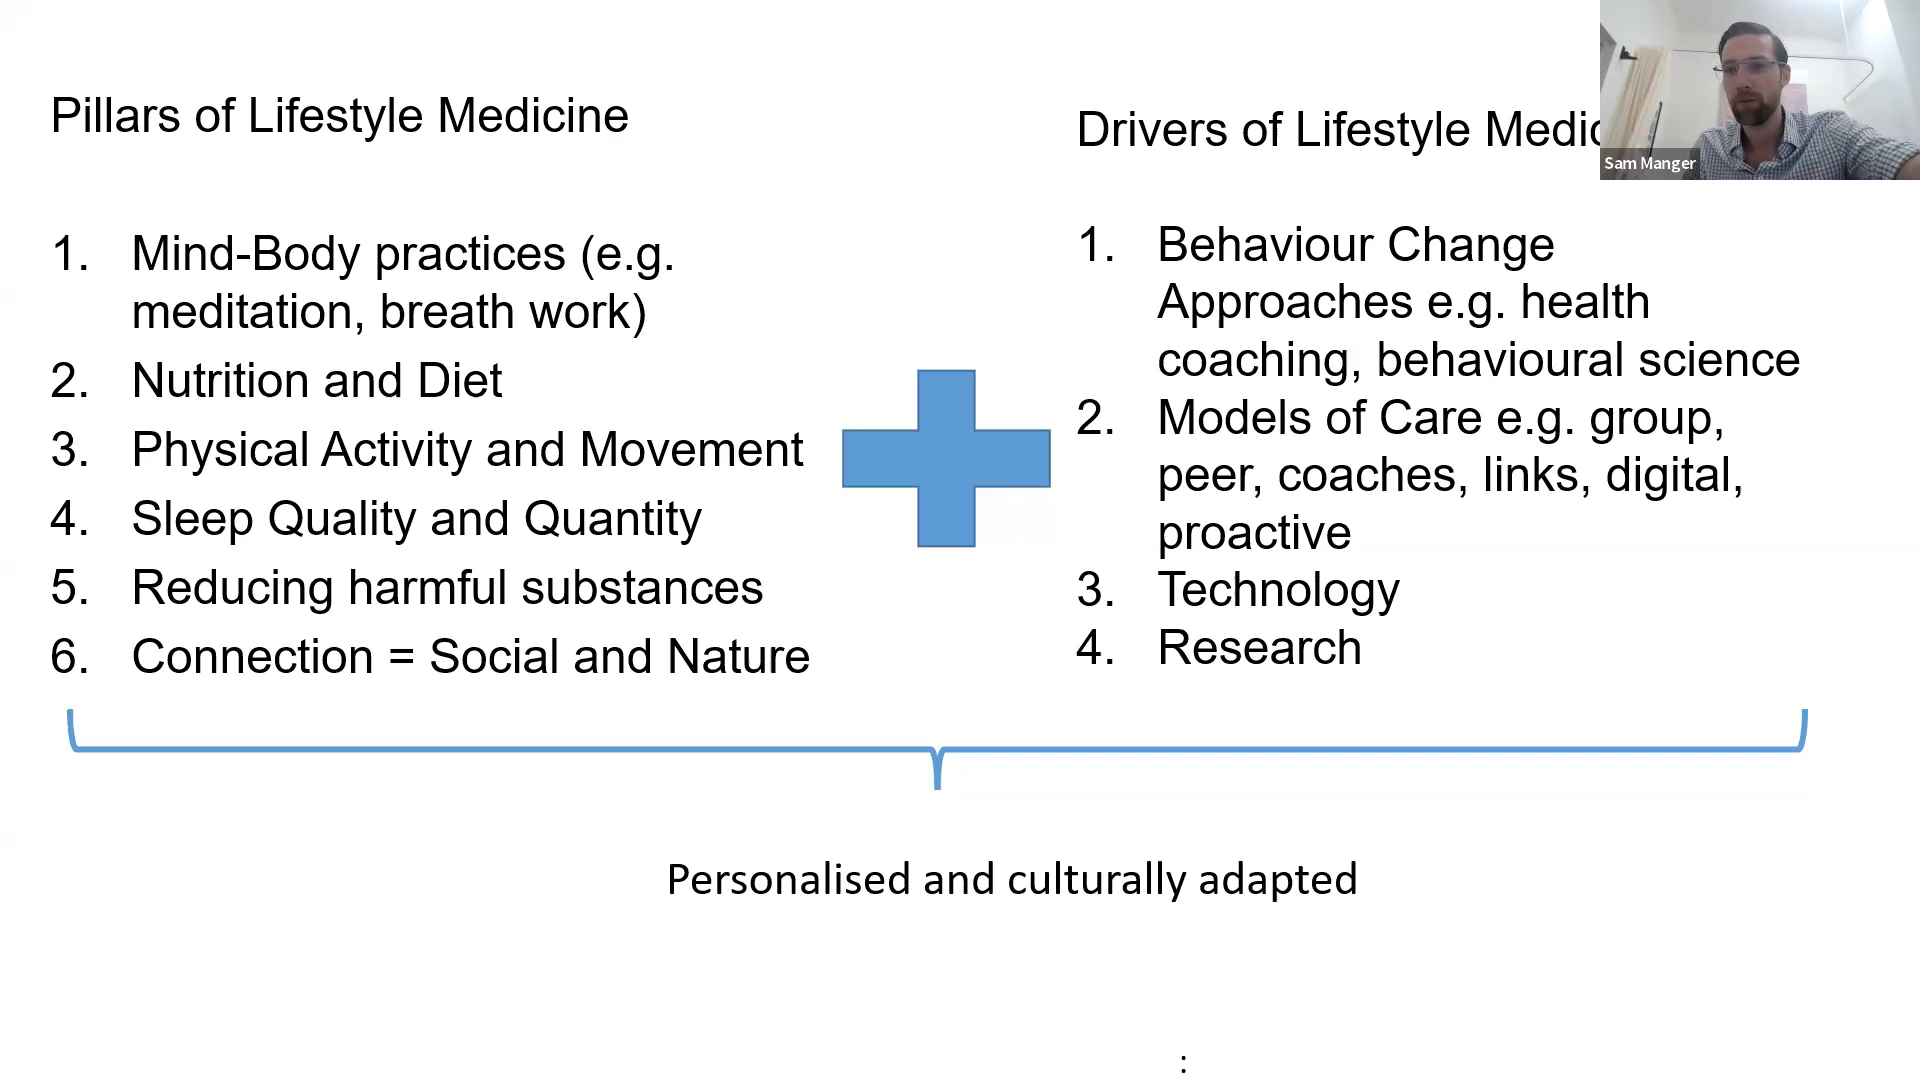 Pillars of Lifestyle Medicine
1. Mind-Body practices (e.g.
meditation, breath work)
2. Nutrition and Diet
3. Physical Activity and Movement
4. Sleep Quality and Quantity
5. Reducing harmful substances
6. Connection = Social and Nature
Drivers of Lifestyle
Sam Manger
1. Behaviour Change
Approaches e.g. health
coaching, behavioural science
2. Models of Care e.g. group,
peer, coaches, links, digital,
proactive
3. Technology
4. Research
Personalised and culturally adapted
: